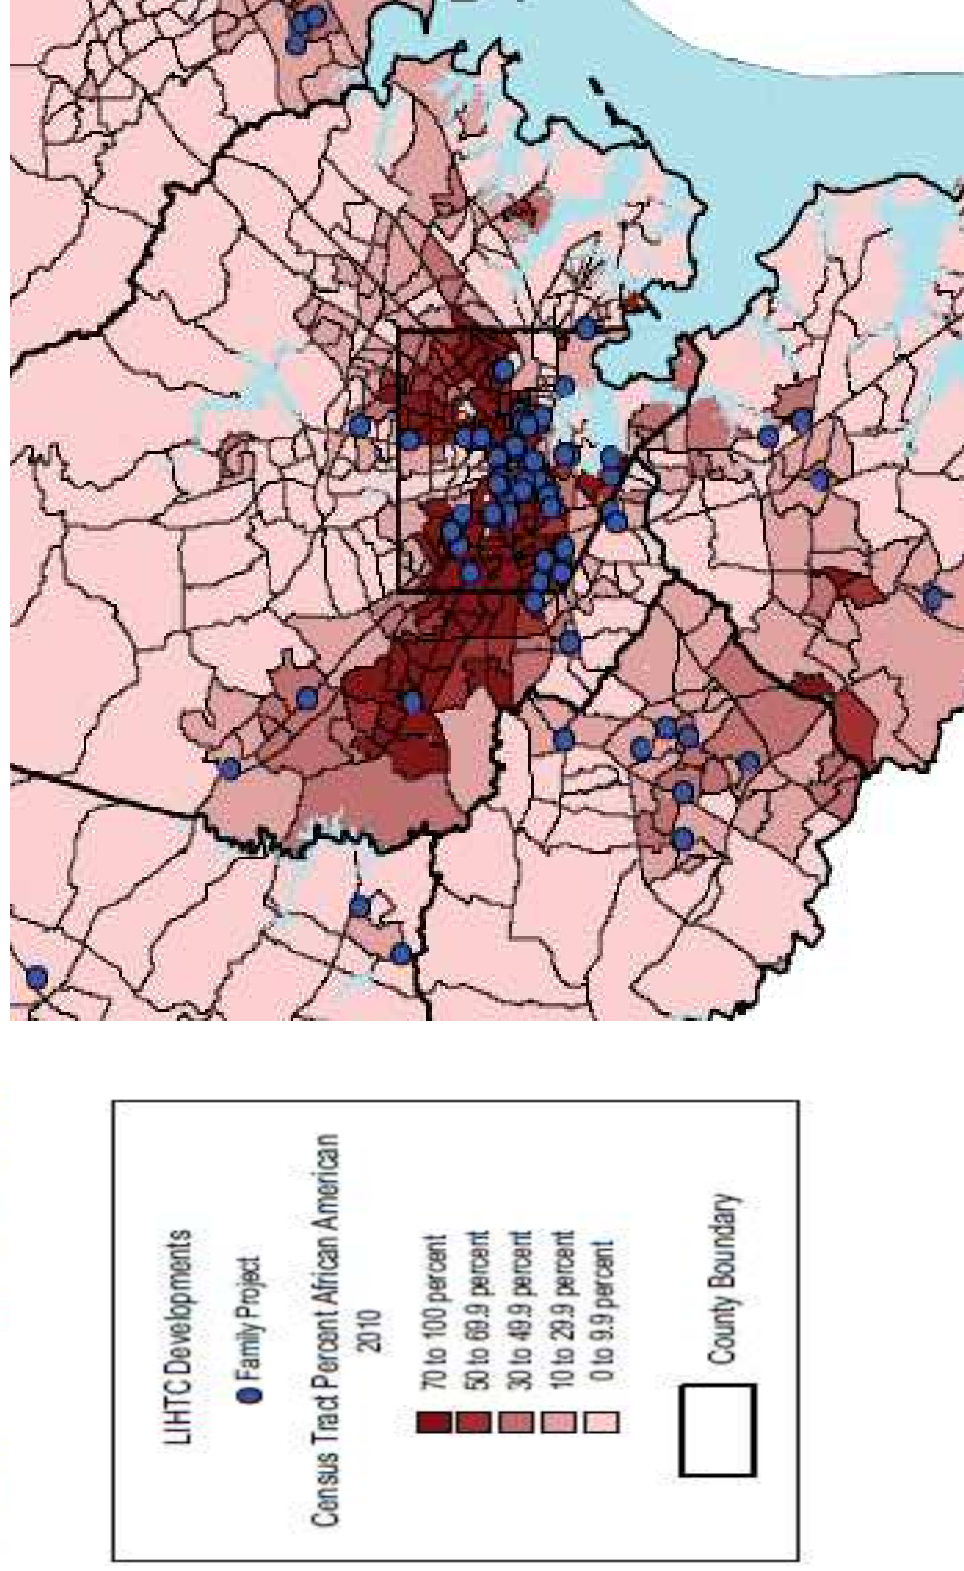 LIHTC Developments
Family Project
Census Tract Percent African American
2010
70 to 100 percent
50 to 69.9 percent
30 to 49.9 percent
10 to 29.9 percent
0 to 9.9 percent
County Boundary